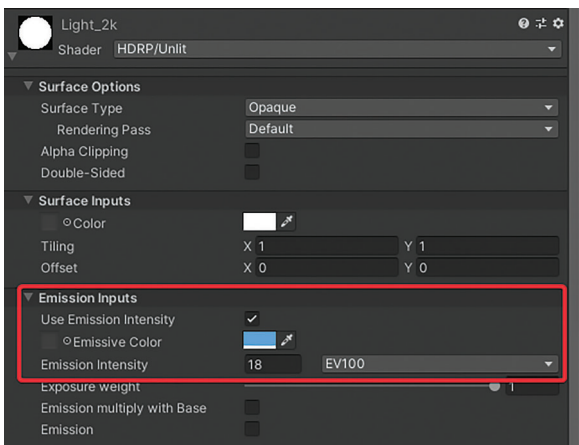 Light_2k
Shader HDRP/Unlit
Surface Options
Surface Type Opaque
Rendering Pass Default
Alpha Clipping
Double-Sided
Surface Inputs
Color
Tiling X 1 Y 1
Offset X 0 Y 0
Emission Inputs
Use Emission Intensity
Emissive Color
Emission Intensity 18 EV100
Exposure weight 1
Emission multiply with Base
Emission